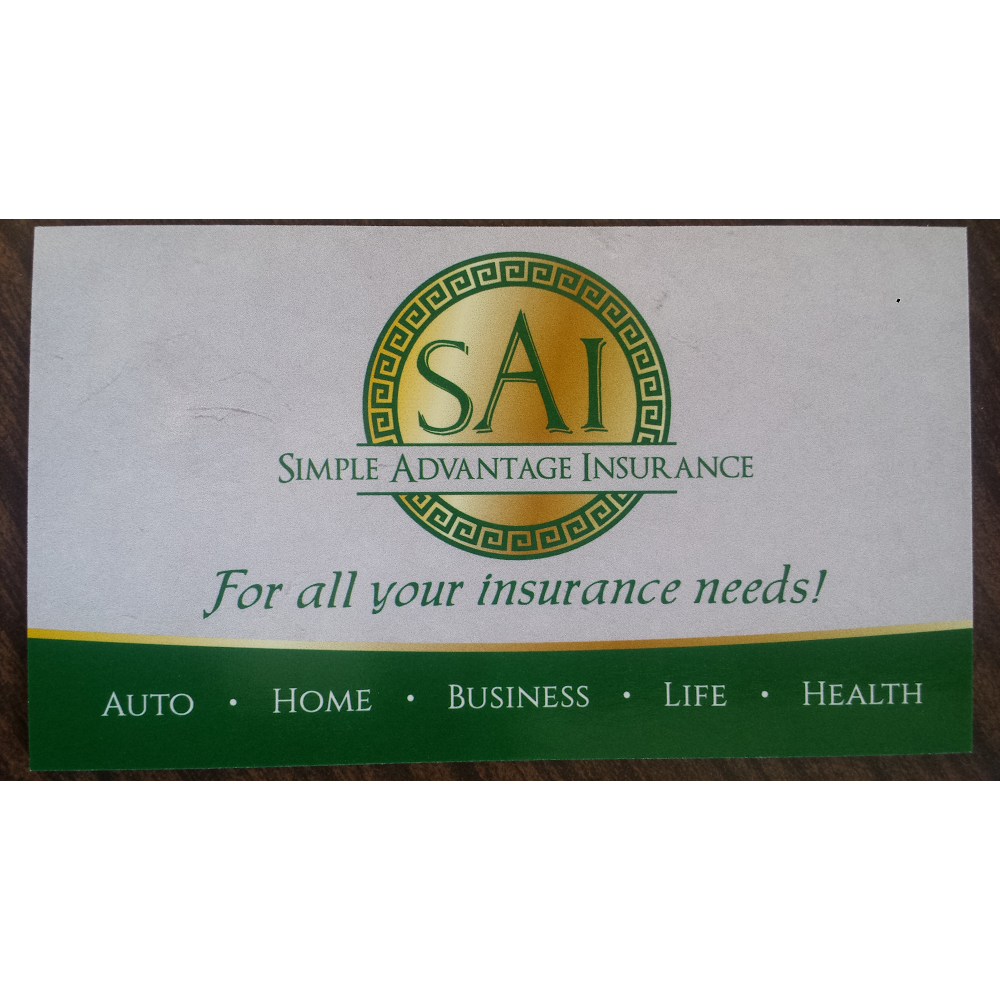 SAI
SIMPLE ADVANTAGE INSURANCE
For all your insurance needs!
AUTO • HOME • BUSINESS • LIFE • HEALTH